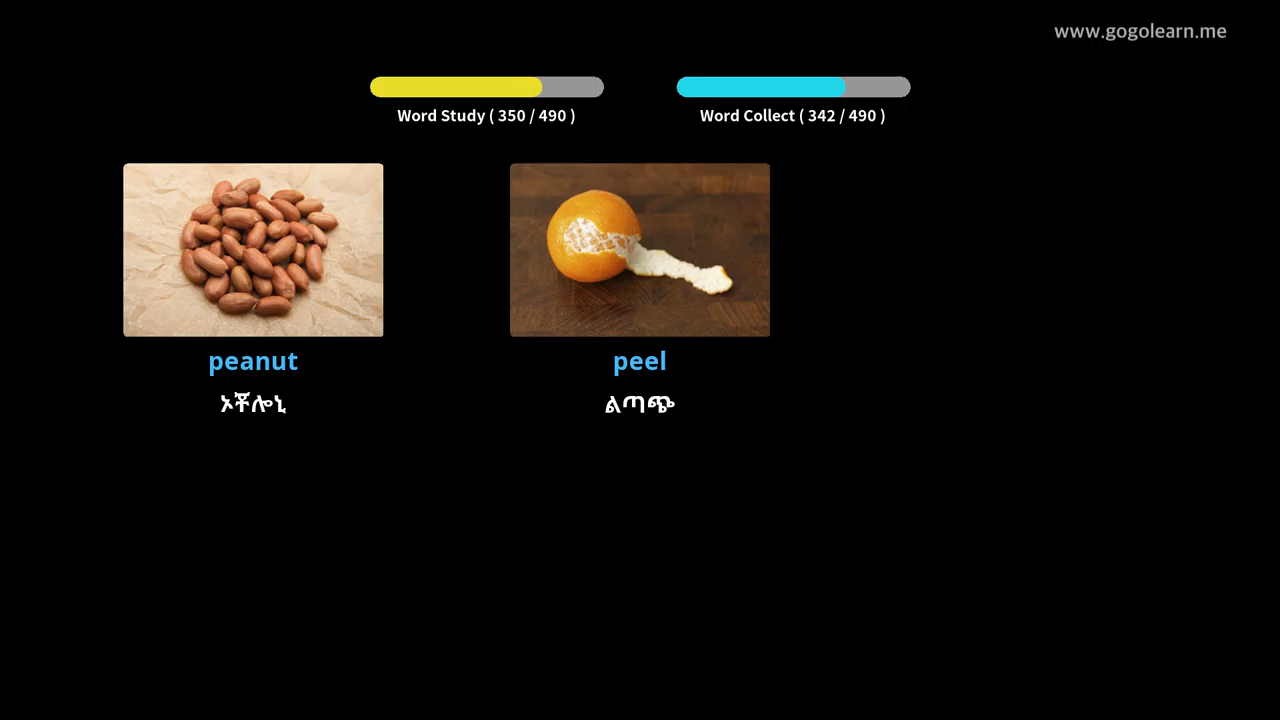 www.gogolearn.me
Word Study ( 350 / 490 )
Word Collect ( 342 / 490 )
peanut
peel
ኦቾሎኒ
ልጣጭ